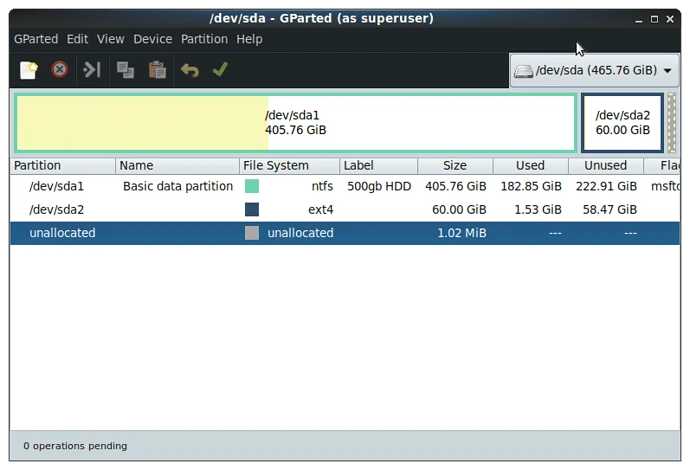 /dev/sda - GParted (as superuser)
GParted Edit View Device Partition Help
/dev/sda (465.76 GiB)
/dev/sda1
405.76 GiB
/dev/sda2
60.00 GiB
Partition Name File System Label Size Used Unused Flag
/dev/sda1 Basic data partition ntfs 500gb HDD 405.76 GiB 182.85 GiB 222.91 GiB msftd
/dev/sda2 ext4 60.00 GiB 1.53 GiB 58.47 GiB
unallocated unallocated 1.02 MiB --- ---
0 operations pending